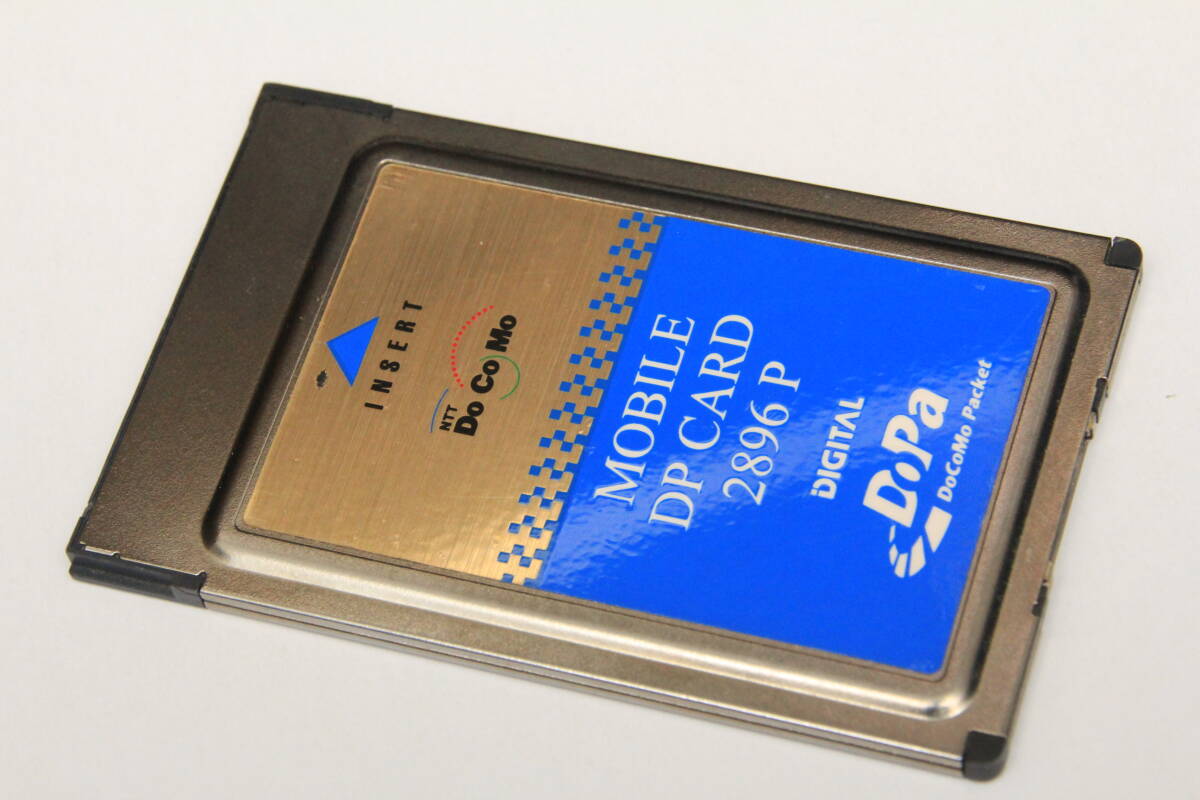 INSERT
NTT
DoCoMo
MOBILE
DP CARD
2896 P
DIGITAL
DoPa
DoCoMo Packet